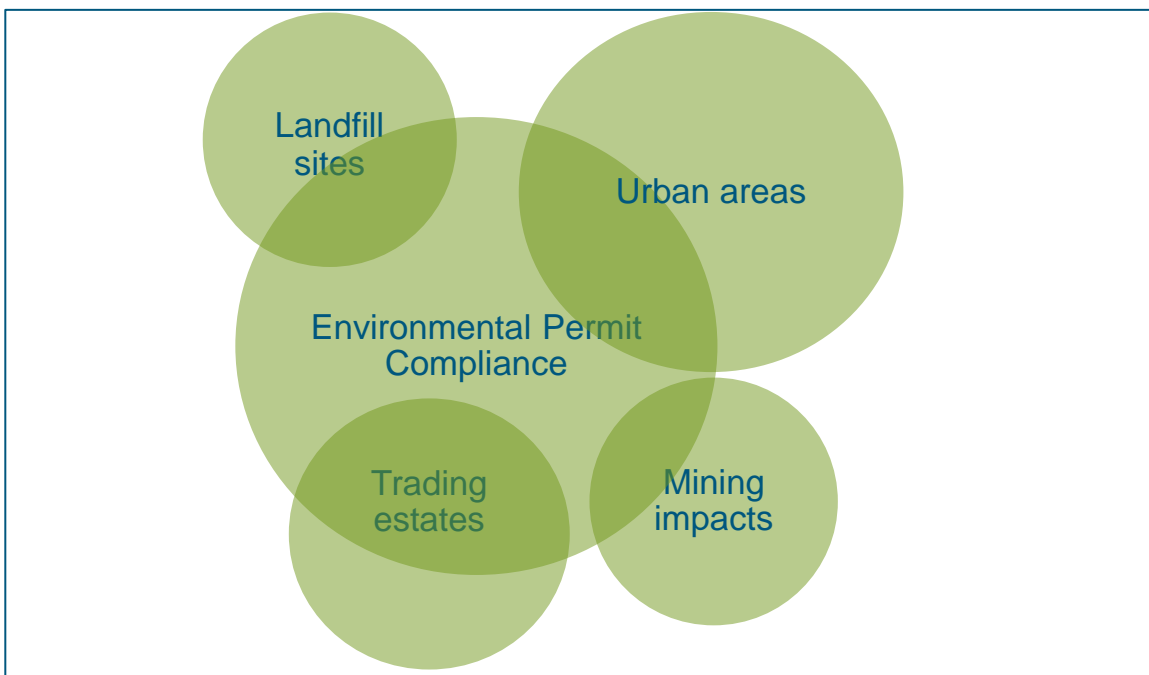 Landfill
sites
Urban areas
Environmental Permit
Compliance
Trading
estates
Mining
impacts